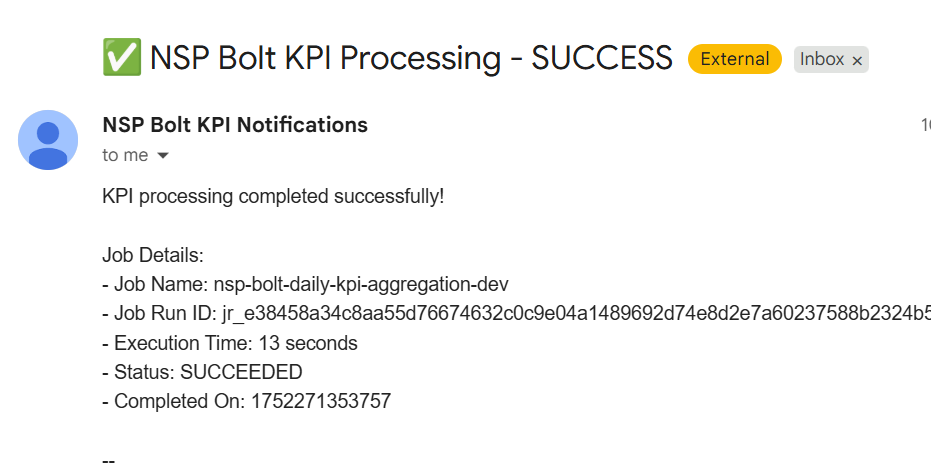 ✅ NSP Bolt KPI Processing - SUCCESS External Inbox ×
NSP Bolt KPI Notifications
to me
KPI processing completed successfully!
Job Details:
- Job Name: nsp-bolt-daily-kpi-aggregation-dev
- Job Run ID: jr_e38458a34c8aa55d76674632c0c9e04a1489692d74e8d2e7a60237588b2324b5
- Execution Time: 13 seconds
- Status: SUCCEEDED
- Completed On: 1752271353757
--